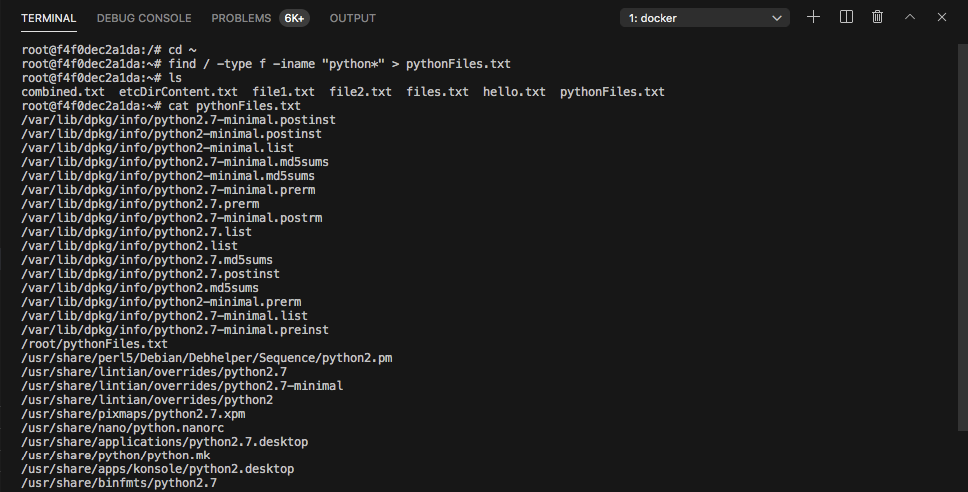 TERMINAL DEBUG CONSOLE PROBLEMS 6K+ OUTPUT 1: docker
root@f4f0dec2a1da:/# cd ~
root@f4f0dec2a1da:~# find / -type f -iname "python*" > pythonFiles.txt
root@f4f0dec2a1da:~# ls
combined.txt  etcDirContent.txt  file1.txt  file2.txt  files.txt  hello.txt  pythonFiles.txt
root@f4f0dec2a1da:~# cat pythonFiles.txt
/var/lib/dpkg/info/python2.7-minimal.postinst
/var/lib/dpkg/info/python2-minimal.postinst
/var/lib/dpkg/info/python2-minimal.list
/var/lib/dpkg/info/python2.7-minimal.md5sums
/var/lib/dpkg/info/python2-minimal.md5sums
/var/lib/dpkg/info/python2.7-minimal.prerm
/var/lib/dpkg/info/python2.7.prerm
/var/lib/dpkg/info/python2.7-minimal.postrm
/var/lib/dpkg/info/python2.7.list
/var/lib/dpkg/info/python2.list
/var/lib/dpkg/info/python2.7.md5sums
/var/lib/dpkg/info/python2.7.postinst
/var/lib/dpkg/info/python2.md5sums
/var/lib/dpkg/info/python2-minimal.prerm
/var/lib/dpkg/info/python2.7-minimal.list
/var/lib/dpkg/info/python2.7-minimal.preinst
/root/pythonFiles.txt
/usr/share/perl5/Debian/Debhelper/Sequence/python2.pm
/usr/share/lintian/overrides/python2.7
/usr/share/lintian/overrides/python2.7-minimal
/usr/share/lintian/overrides/python2
/usr/share/pixmaps/python2.7.xpm
/usr/share/nano/python.nanorc
/usr/share/applications/python2.7.desktop
/usr/share/python/python.mk
/usr/share/apps/konsole/python2.desktop
/usr/share/binfmts/python2.7